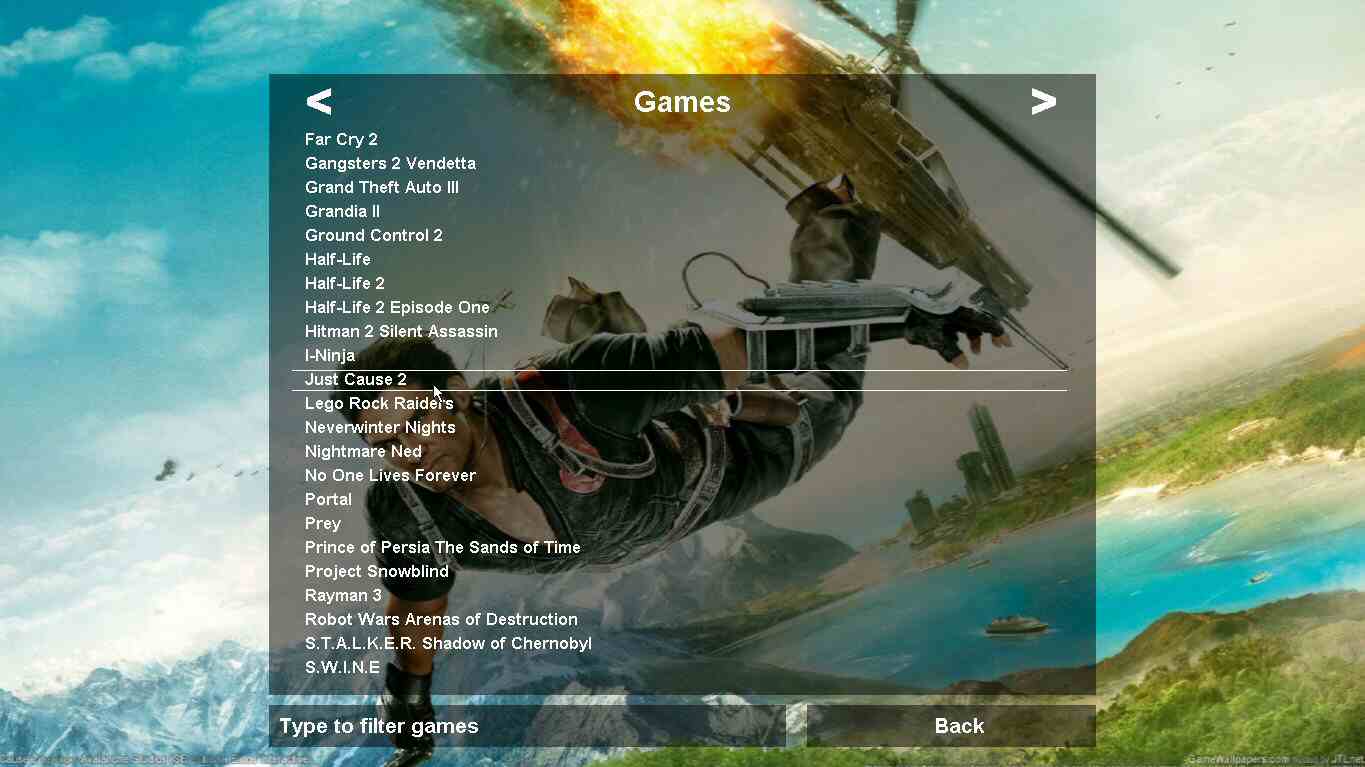 < Games >
Far Cry 2
Gangsters 2 Vendetta
Grand Theft Auto III
Grandia II
Ground Control 2
Half-Life
Half-Life 2
Half-Life 2 Episode One
Hitman 2 Silent Assassin
I-Ninja
Just Cause 2
Lego Rock Raiders
Neverwinter Nights
Nightmare Ned
No One Lives Forever
Portal
Prey
Prince of Persia The Sands of Time
Project Snowblind
Rayman 3
Robot Wars Arenas of Destruction
S.T.A.L.K.E.R. Shadow of Chernobyl
S.W.I.N.E
Type to filter games
Back
GameWallpapers.com